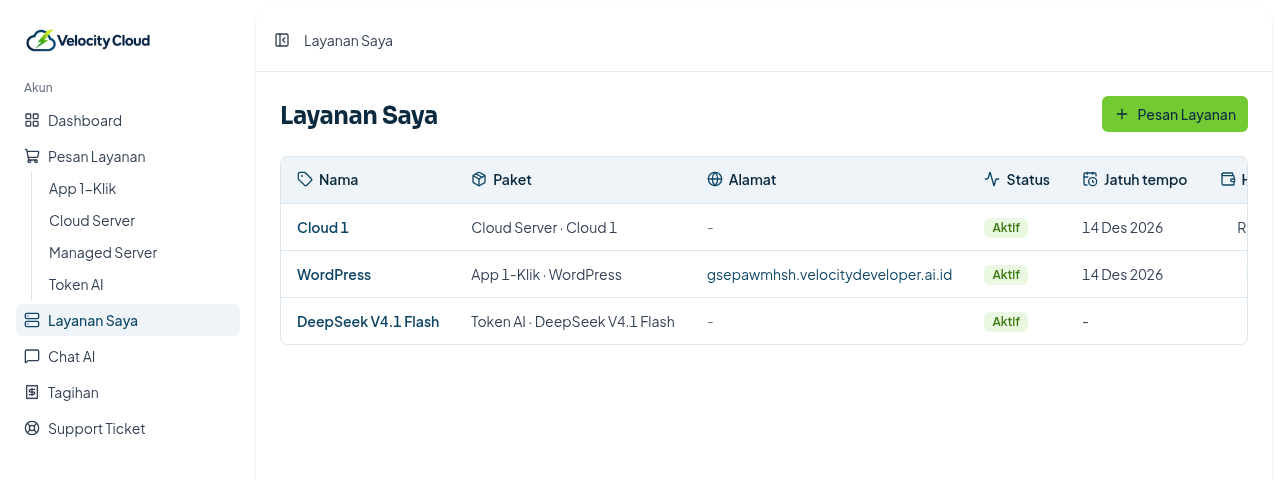 Velocity Cloud
Akun
Dashboard
Pesan Layanan
App 1-Klik
Cloud Server
Managed Server
Token AI
Layanan Saya
Chat AI
Tagihan
Support Ticket
Layanan Saya
Layanan Saya
Pesan Layanan
Nama Paket Alamat Status Jatuh tempo
Cloud 1 Cloud Server · Cloud 1 - Aktif 14 Des 2026
WordPress App 1-Klik · WordPress gsepawmhsh.velocitydeveloper.ai.id Aktif 14 Des 2026
DeepSeek V4.1 Flash Token AI · DeepSeek V4.1 Flash - Aktif -